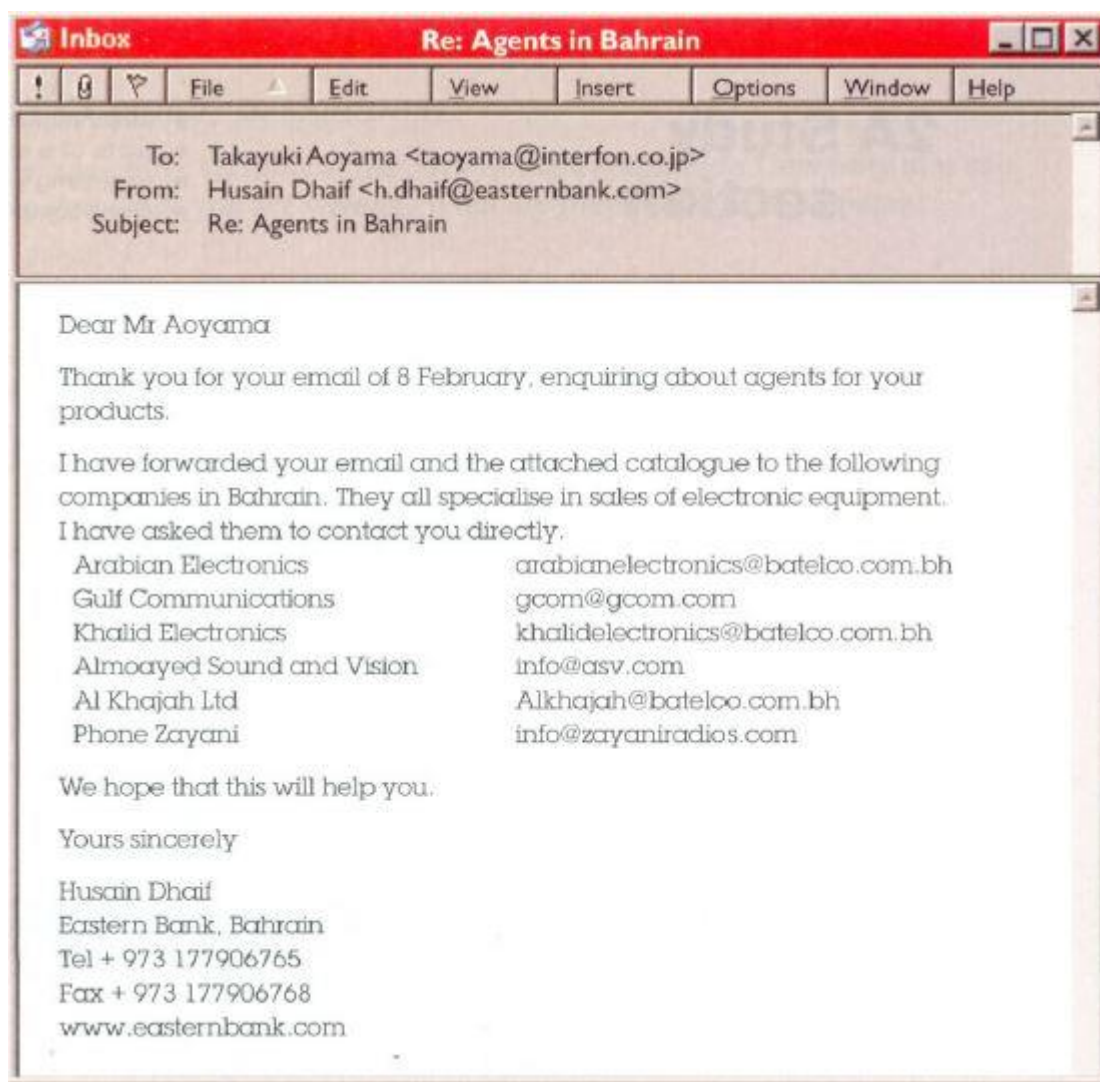 Inbox Re: Agents in Bahrain
! File Edit View Insert Options Window Help
To: Takayuki Aoyama <taoyama@interfon.co.jp>
From: Husain Dhaif <h.dhaif@easternbank.com>
Subject: Re: Agents in Bahrain
Dear Mr Aoyama
Thank you for your email of 8 February, enquiring about agents for your
products.
I have forwarded your email and the attached catalogue to the following
companies in Bahrain. They all specialise in sales of electronic equipment.
I have asked them to contact you directly.
Arabian Electronics arabianelectronics@batelco.com.bh
Gulf Communications gcom@gcom.com
Khalid Electronics khalidelectronics@batelco.com.bh
Almoayed Sound and Vision info@asv.com
Al Khajah Ltd Alkhajah@batelco.com.bh
Phone Zayani info@zayaniradios.com
We hope that this will help you.
Yours sincerely
Husain Dhaif
Eastern Bank, Bahrain
Tel + 973 177906765
Fax + 973 177906768
www.easternbank.com